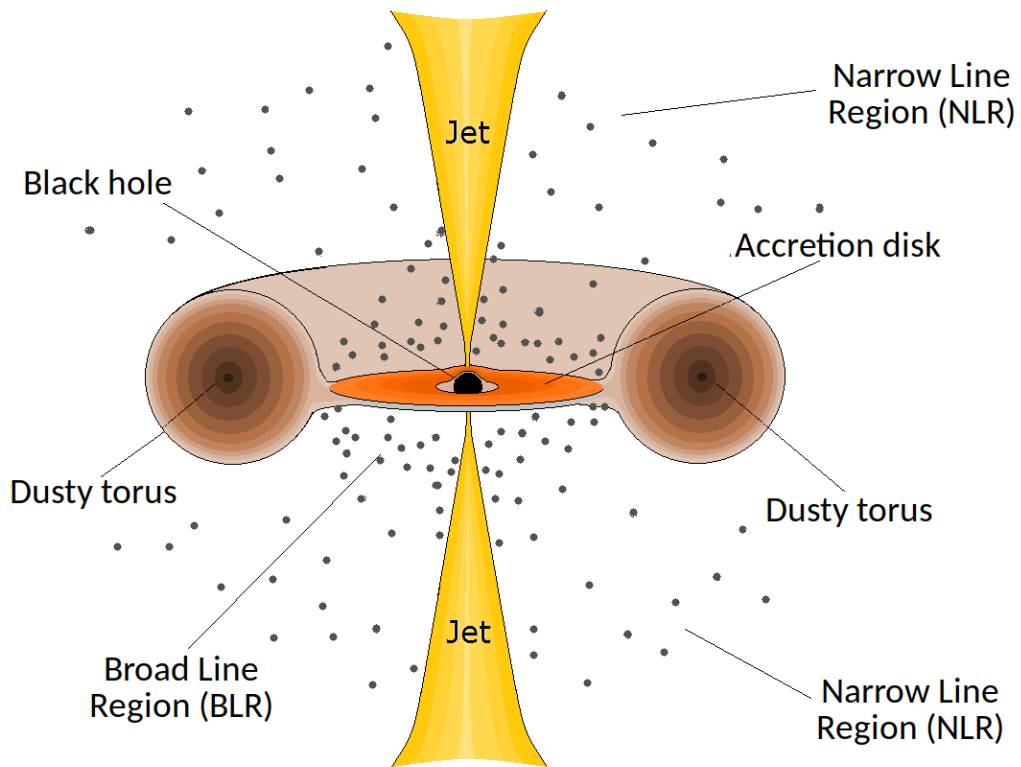 Narrow Line
Region (NLR)
Jet
Black hole
Accretion disk
Dusty torus
Dusty torus
Jet
Broad Line
Region (BLR)
Narrow Line
Region (NLR)